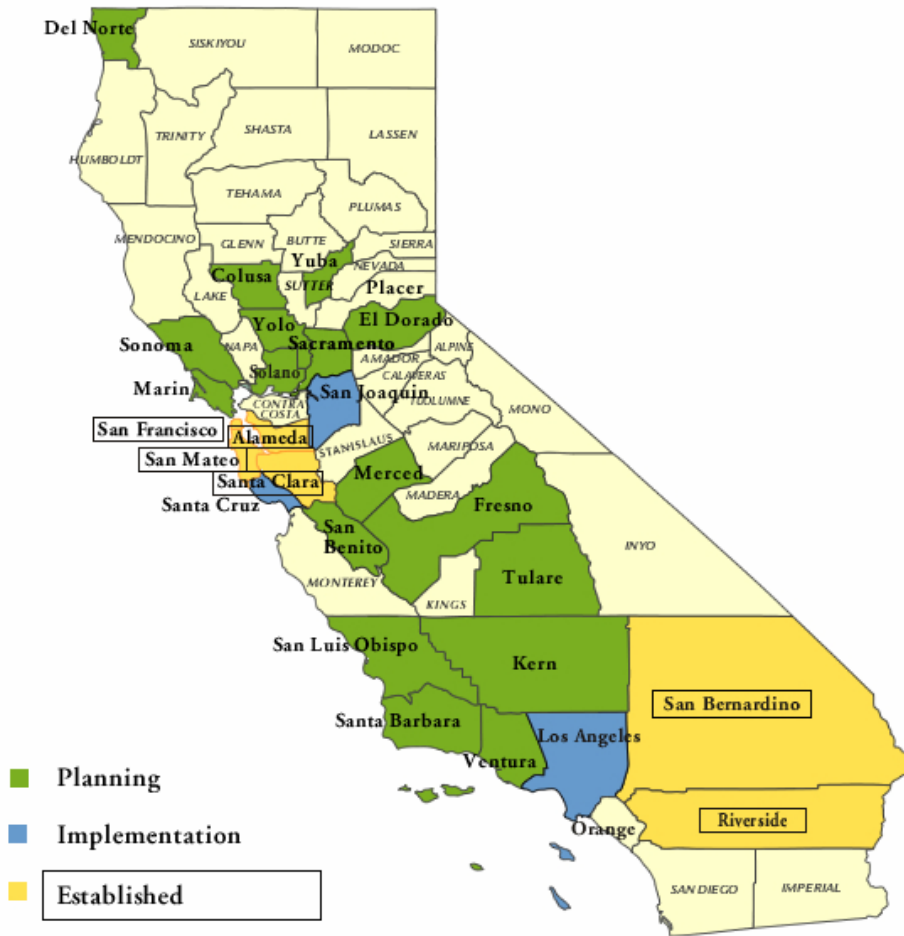 Del Norte
SISKIYOU
MODOC
TRINITY
SHASTA
LASSEN
HUMBOLDT
TEHAMA
PLUMAS
MENDOCINO
GLENN
BUTTE
SIERRA
Yuba
NEVADA
Colusa
SUTTER
Placer
LAKE
El Dorado
Yolo
Sonoma
NAPA
Sacramento
ALPINE
AMADOR
Solano
CALAVERAS
Marin
San Joaquin
CONTRA
COSTA
TUOLUMNE
MONO
San Francisco
Alameda
STANISLAUS
MARIPOSA
San Mateo
Merced
Santa Clara
MADERA
Santa Cruz
Fresno
San
Benito
INYO
Tulare
MONTEREY
KINGS
San Luis Obispo
Kern
San Bernardino
Santa Barbara
Los Angeles
Ventura
Planning
Riverside
Orange
Implementation
SAN DIEGO
IMPERIAL
Established